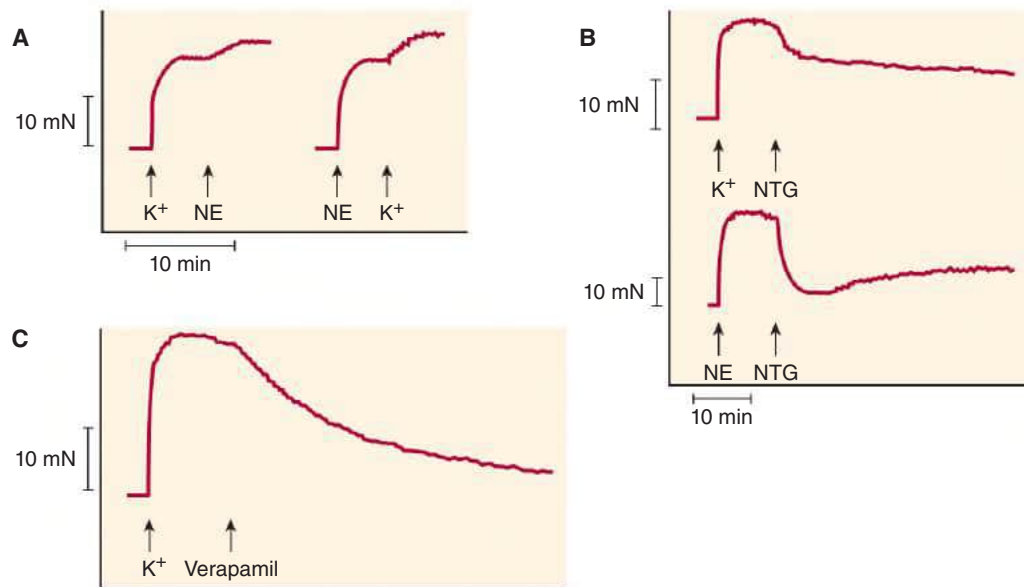 A
10 mN
K+ NE NE K+
10 min
B
10 mN
K+ NTG
10 mN
NE NTG
10 min
C
10 mN
K+ Verapamil